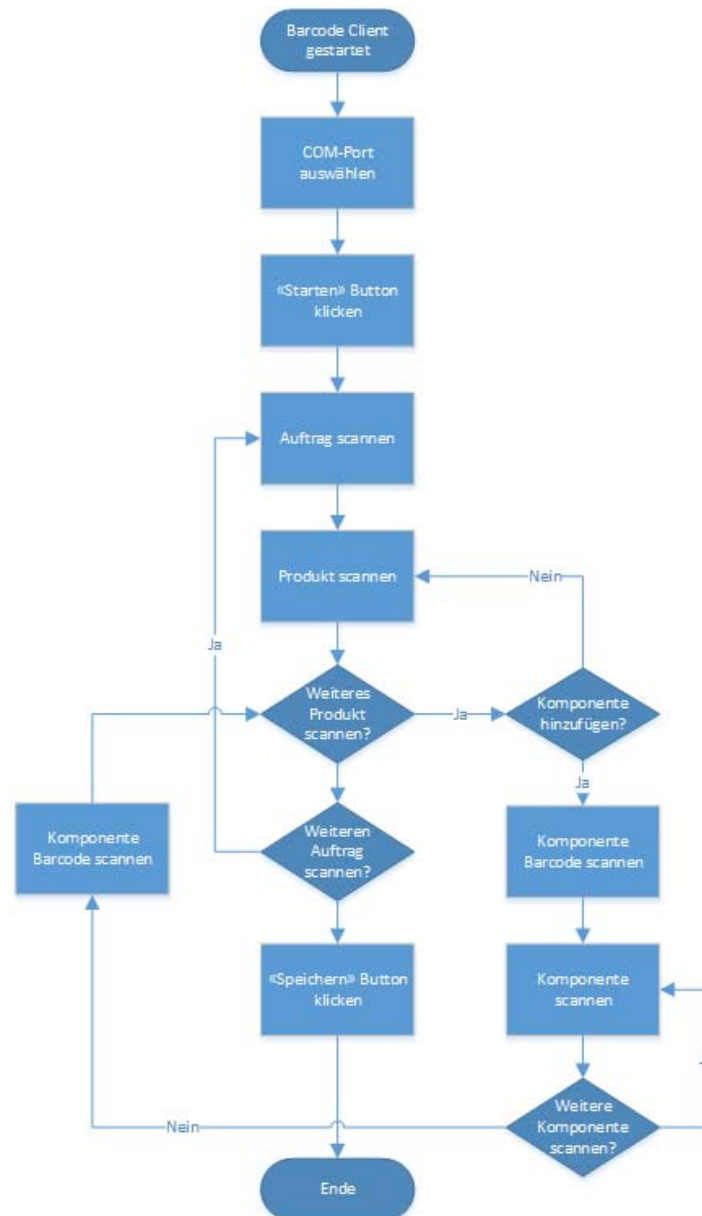 Barcode Client
gestartet
COM-Port
auswählen
«Starten» Button
klicken
Auftrag scannen
Produkt scannen
Nein
Ja
Weiteres
Produkt
scannen?
Ja
Komponente
hinzufügen?
Ja
Komponente
Barcode scannen
Weiteren
Auftrag
scannen?
Komponente
Barcode scannen
«Speichern» Button
klicken
Komponente
scannen
Nein
Weitere
Komponente
scannen?
Ende